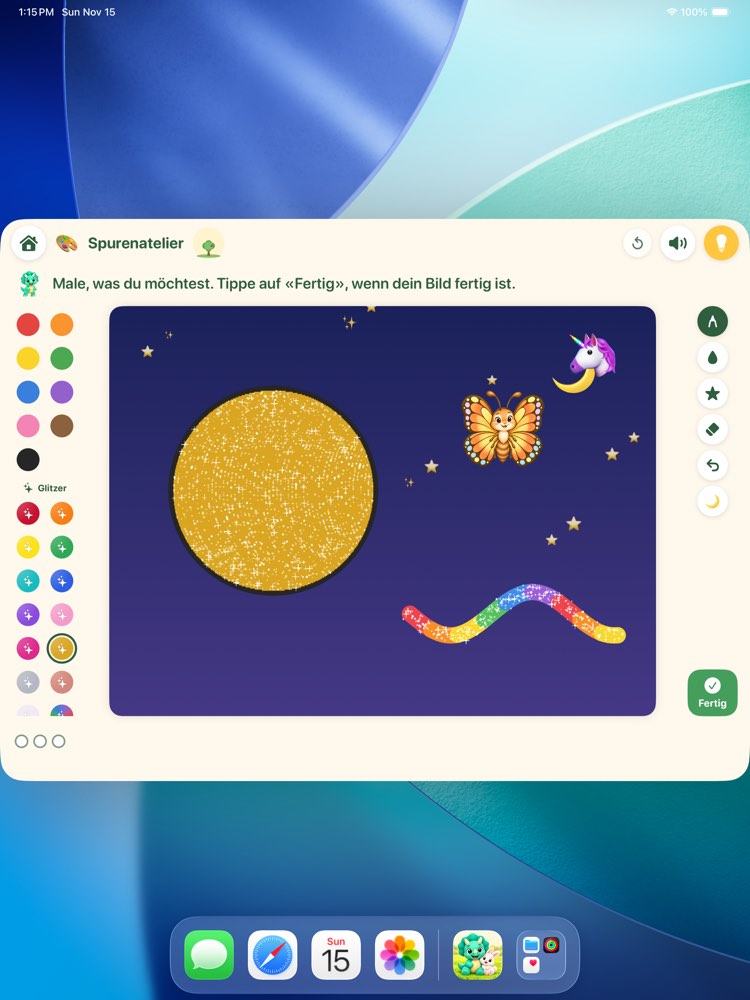 1:15 PM Sun Nov 15
100%
Spurenatelier
Male, was du möchtest. Tippe auf «Fertig», wenn dein Bild fertig ist.
Glitzer
Fertig
Sun
15